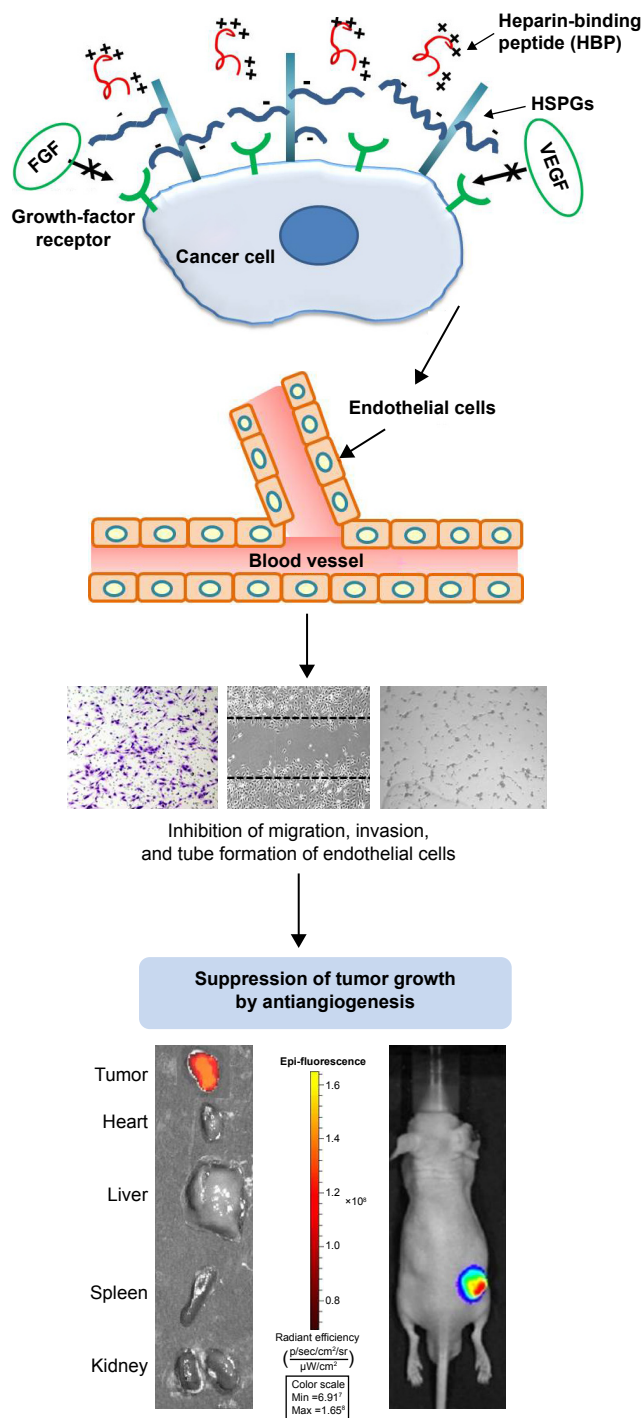 Heparin-binding
peptide (HBP)
++++
++++
++++
++++
HSPGs
- - - - - - - -
FGF
VEGF
Growth-factor
receptor
Cancer cell
Endothelial cells
Blood vessel
Inhibition of migration, invasion,
and tube formation of endothelial cells
Suppression of tumor growth
by antiangiogenesis
Tumor
Heart
Liver
Spleen
Kidney
Epi-fluorescence
1.6
1.4
1.2
×10⁸
1.0
0.8
Radiant efficiency
(p/sec/cm²/sr
µW/cm²)
Color scale
Min =6.91⁷
Max =1.65⁸